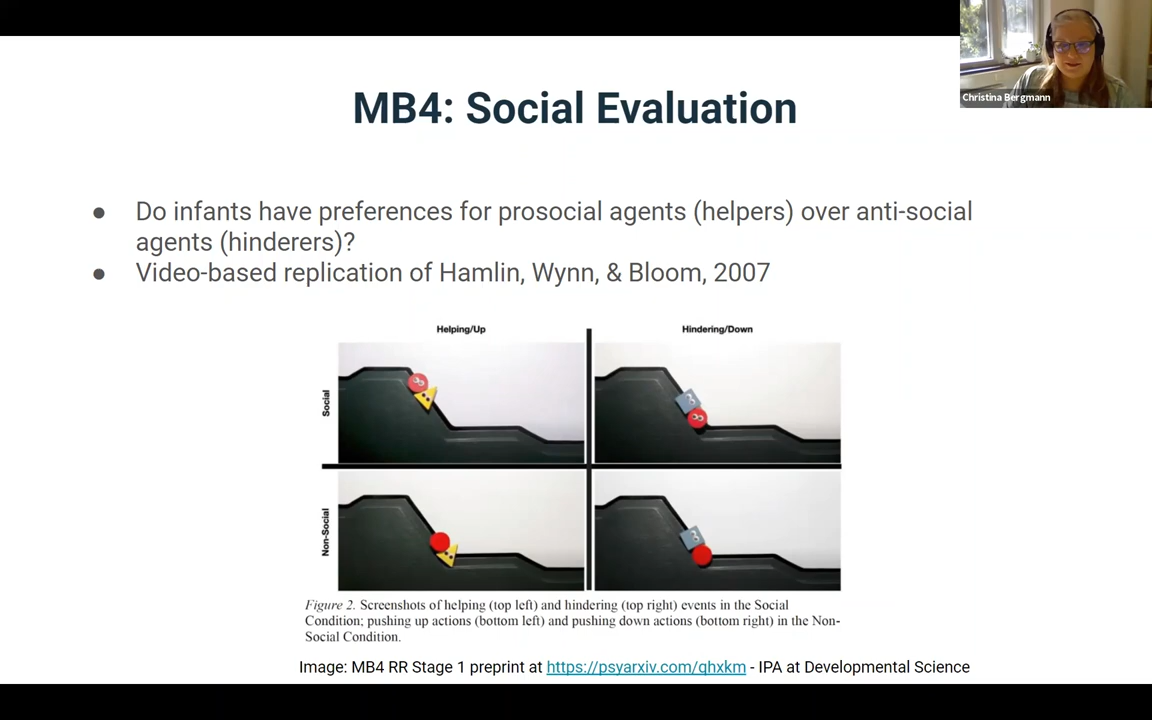 Christina Bergmann
MB4: Social Evaluation
● Do infants have preferences for prosocial agents (helpers) over anti-social
agents (hinderers)?
● Video-based replication of Hamlin, Wynn, & Bloom, 2007
Helping/Up
Hindering/Down
Social
Non-Social
Figure 2. Screenshots of helping (top left) and hindering (top right) events in the Social
Condition; pushing up actions (bottom left) and pushing down actions (bottom right) in the Non-
Social Condition.
Image: MB4 RR Stage 1 preprint at https://psyarxiv.com/qhxkm - IPA at Developmental Science